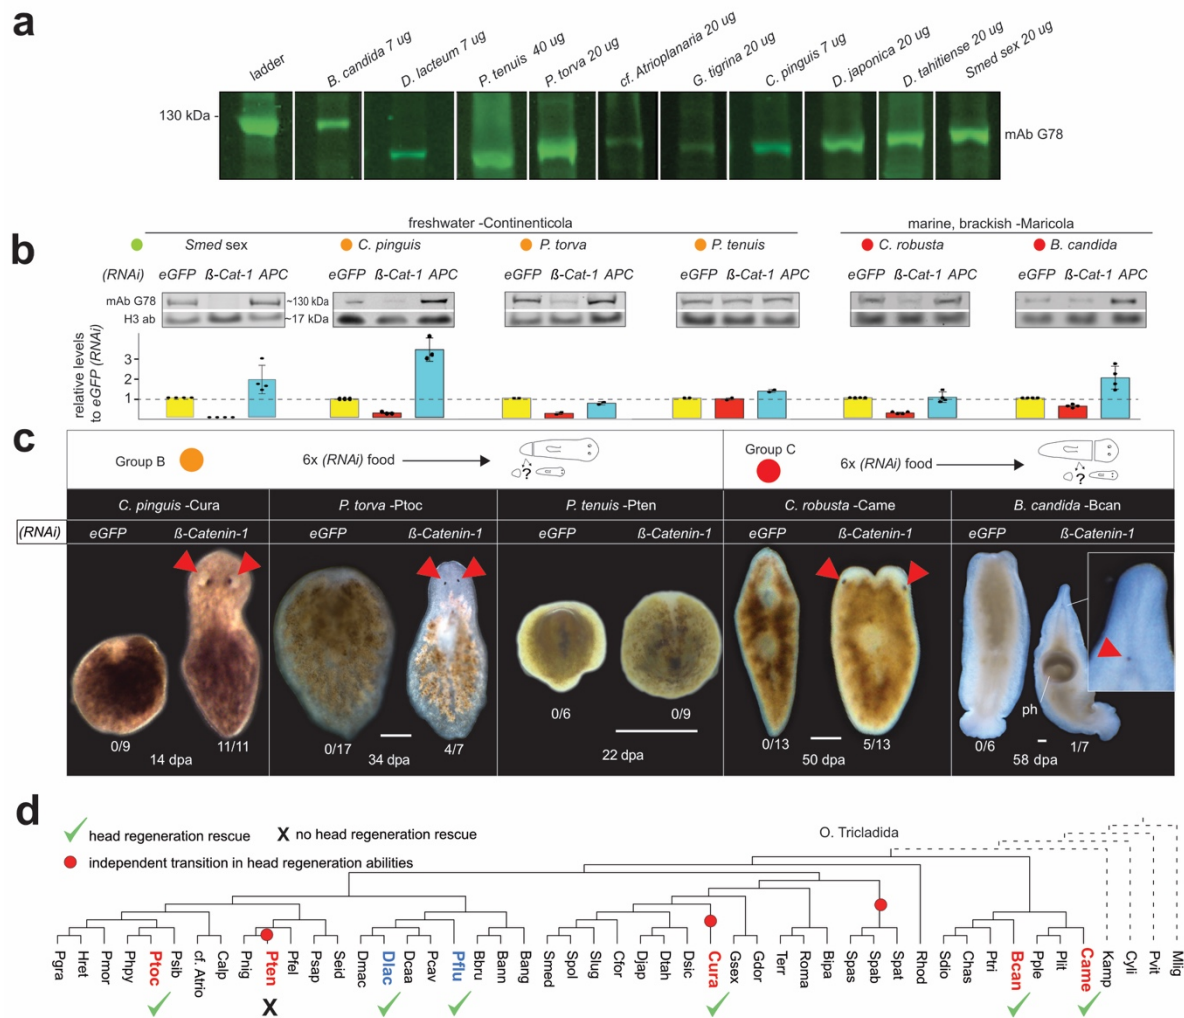 a
ladder
B. candida 7 ug
D. lacteum 7 ug
P. tenuis 40 ug
P. torva 20 ug
cf. Atrioplanaria 20 ug
G. tigrina 20 ug
C. pinguis 7 ug
D. japonica 20 ug
D. tahitiense 20 ug
Smed sex 20 ug
130 kDa -
mAb G78
b
freshwater -Continenticola
marine, brackish -Maricola
Smed sex
C. pinguis
P. torva
P. tenuis
C. robusta
B. candida
(RNAi) eGFP ß-Cat-1 APC
eGFP ß-Cat-1 APC
eGFP ß-Cat-1 APC
eGFP ß-Cat-1 APC
eGFP ß-Cat-1 APC
eGFP ß-Cat-1 APC
mAb G78
~130 kDa
H3 ab
~17 kDa
relative levels
to eGFP (RNAi)
3
2
1
c
Group B
6x (RNAi) food
?
Group C
6x (RNAi) food
?
C. pinguis -Cura
P. torva -Ptoc
P. tenuis -Pten
C. robusta -Came
B. candida -Bcan
(RNAi)
eGFP ß-Catenin-1
eGFP ß-Catenin-1
eGFP ß-Catenin-1
eGFP ß-Catenin-1
eGFP ß-Catenin-1
ph
0/9 11/11
14 dpa
0/17 4/7
34 dpa
0/6 0/9
22 dpa
0/13 5/13
50 dpa
0/6 1/7
58 dpa
d
head regeneration rescue
X no head regeneration rescue
independent transition in head regeneration abilities
O. Tricladida
Pgra
Hret
Pmor
Phpy
Ptoc
Psib
cf. Atrio
Calp
Pnig
Pten
Pfel
Psap
Seid
Dmac
Dlac
Dcaa
Pcav
Pflu
Bbru
Bann
Bang
Smed
Spol
Slug
Cfor
Djap
Dtah
Dsic
Cura
Gsex
Gdor
Terr
Roma
Bipa
Spas
Spab
Spat
Rhod
Sdio
Chas
Ptri
Bcan
Pple
Plit
Came
Kamp
Cyli
Pvit
Mlig
X